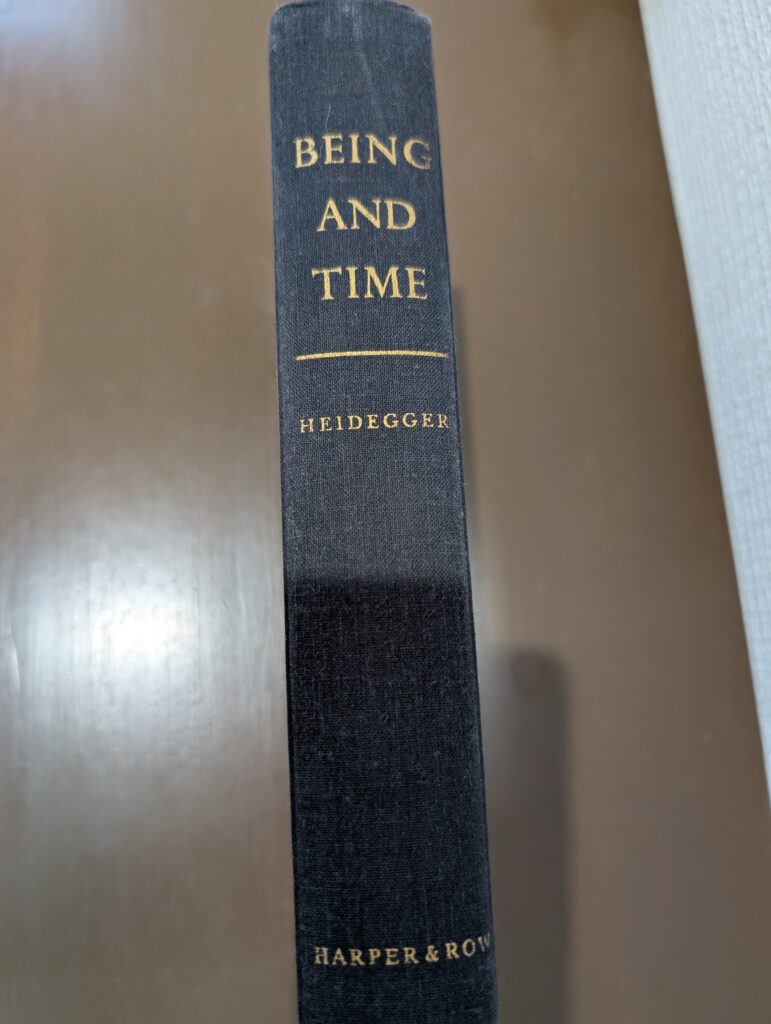 BEING
AND
TIME
HEIDEGGER
HARPER & ROW